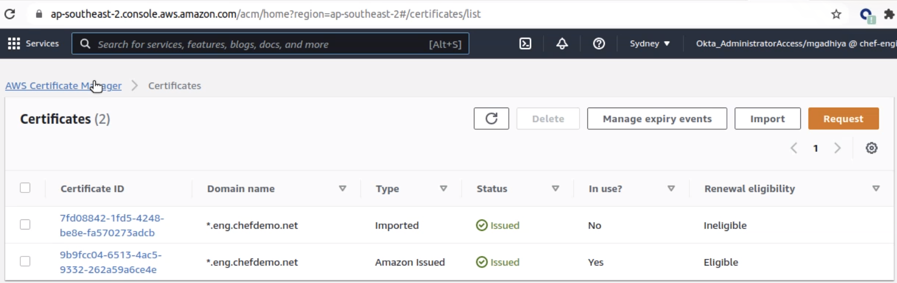 ap-southeast-2.console.aws.amazon.com/acm/home?region=ap-southeast-2#/certificates/list
Services Search for services, features, blogs, docs, and more [Alt+S] Sydney ▼ Okta_AdministratorAccess/mgadhiya @ chef-engi
AWS Certificate Manager > Certificates
Certificates (2) Delete Manage expiry events Import Request
1
Certificate ID Domain name Type Status In use? Renewal eligibility
7fd08842-1fd5-4248-
be8e-fa570273adcb *.eng.chefdemo.net Imported Issued No Ineligible
9b9fcc04-6513-4ac5-
9332-262a59a6ce4e *.eng.chefdemo.net Amazon Issued Issued Yes Eligible